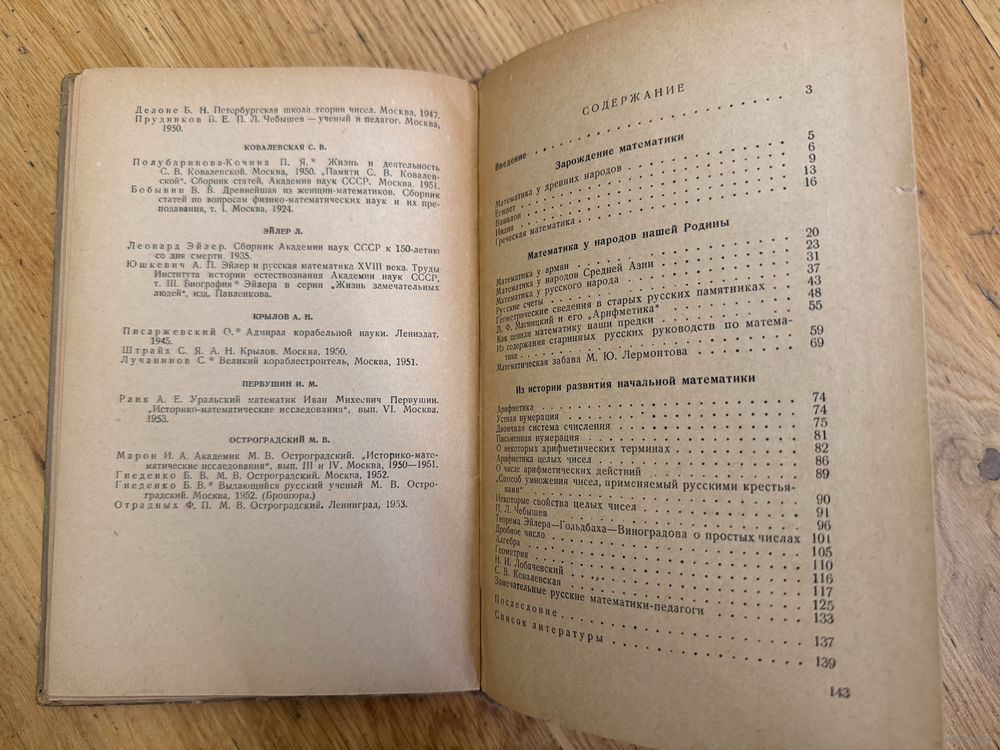 Делоне Б. Н. Петербургская школа теории чисел. Москва, 1947.
Прудников В. Е. П. Л. Чебышев — ученый и педагог. Москва,
1950.
КОВАЛЕВСКАЯ С. В.
Полубаринова-Кочина П. Я.* Жизнь и деятельность
С. В. Ковалевской. Москва, 1950. „Памяти С. В. Ковалев-
ской“. Сборник статей, Академия наук СССР. Москва. 1951.
Бобынин В. В. Древнейшая из женщин-математиков. Сборник
статей по вопросам физико-математических наук и их пре-
подавания, т. I. Москва. 1924.
ЭЙЛЕР Л.
Леонард Эйлер. Сборник Академии наук СССР к 150-летию
со дня смерти. 1935.
Юшкевич А. П. Эйлер и русская математика XVIII века. Труды
Института истории естествознания Академии наук СССР,
т. III. Биография* Эйлера в серии „Жизнь замечательных
людей“, изд. Павленкова.
КРЫЛОВ А. Н.
Писаржевский О.* Адмирал корабельной науки. Лениздат,
1945.
Штрайх С. Я. А. Н. Крылов. Москва, 1950.
Лучанинов С.* Великий кораблестроитель, Москва, 1951.
ПЕРВУШИН И. М.
Раик А. Е. Уральский математик Иван Михеевич Первушин.
„Историко-математические исследования“, вып. VI. Москва.
1953.
ОСТРОГРАДСКИЙ М. В.
Марон И. А. Академик М. В. Остроградский. „Историко-мате-
матические исследования“, вып. III и IV. Москва, 1950—1951.
Гнеденко Б. В. М. В. Остроградский. Москва, 1952.
Гнеденко Б. В.* Выдающийся русский ученый М. В. Остро-
градский. Москва, 1952. (Брошюра.)
Отрадных Ф. П. М. В. Остроградский. Ленинград, 1953.
СОДЕРЖАНИЕ
Введение 3
Зарождение математики
Математика у древних народов 5
Египет 6
Вавилон 9
Индия 13
Греческая математика 16
Математика у народов нашей Родины
Математика у армян 20
Математика у народов Средней Азии 23
Математика у русского народа 31
Русские счеты 37
Геометрические сведения в старых русских памятниках 43
Л. Ф. Магницкий и его „Арифметика“ 48
Как ценили математику наши предки 55
Из содержания старинных русских руководств по матема-
тике 59
Математическая забава М. Ю. Лермонтова 69
Из истории развития начальной математики
Арифметика 74
Устная нумерация 74
Двоичная система счисления 75
Письменная нумерация 81
О некоторых арифметических терминах 82
Арифметика целых чисел 86
О числе арифметических действий 89
„Способ умножения чисел, применяемый русскими крестья-
нами“ 90
Некоторые свойства целых чисел 91
П. Л. Чебышев 96
Теорема Эйлера—Гольдбаха—Виноградова о простых числах 101
Дробное число 105
Алгебра 110
Геометрия 116
Н. И. Лобачевский 117
С. В. Ковалевская 125
Замечательные русские математики-педагоги 133
Послесловие 137
Список литературы 139
143